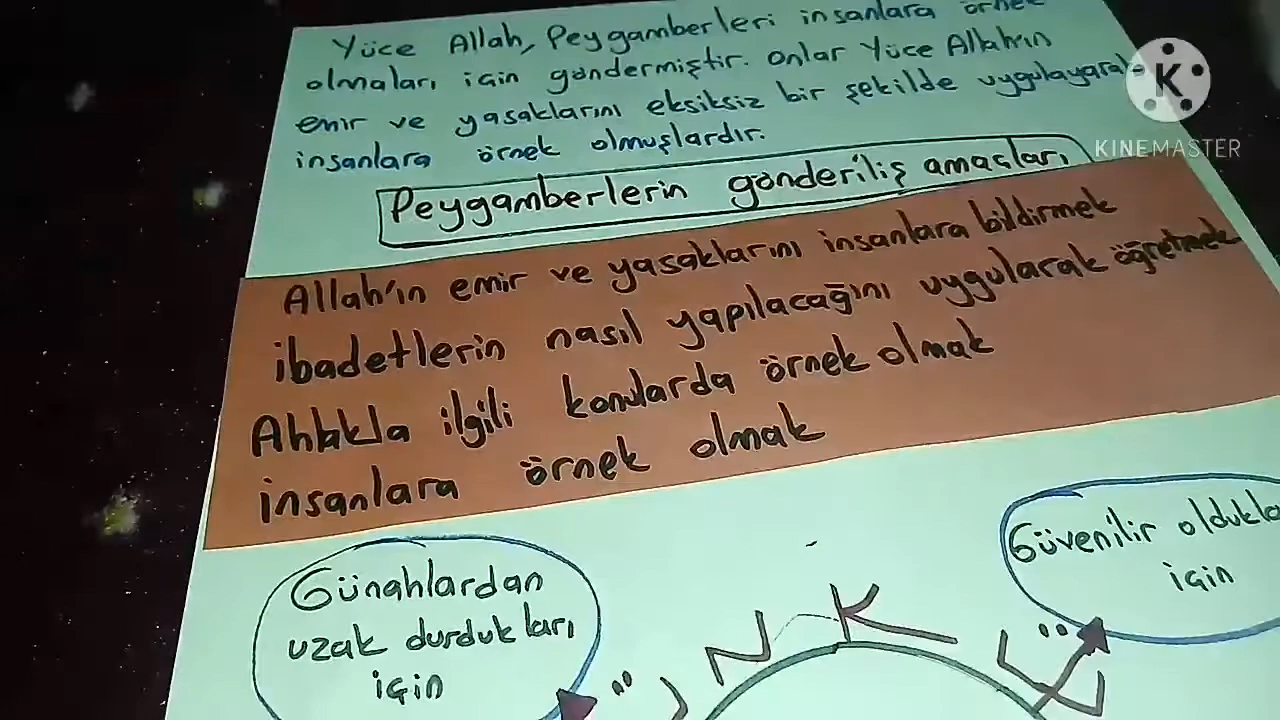 Yüce Allah, Peygamberleri insanlara örnek
olmaları için göndermiştir. Onlar Yüce Allah'ın
emir ve yasaklarını eksiksiz bir şekilde uygulayarak
insanlara örnek olmuşlardır.
KINEMASTER
Peygamberlerin gönderiliş amaçları
Allah'ın emir ve yasaklarını insanlara bildirmek
ibadetlerin nasıl yapılacağını uygularak öğretmek
Ahlakla ilgili konularda örnek olmak
insanlara örnek olmak
Günahlardan
uzak durdukları
için
Güvenilir
için